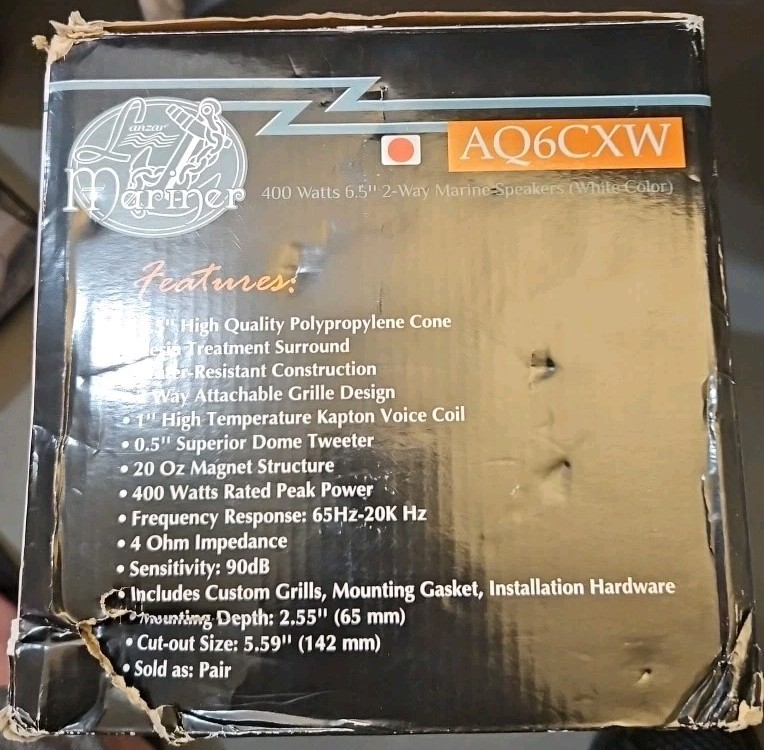 Lanzar
Mariner
AQ6CXW
400 Watts 6.5" 2-Way Marine Speakers (White Color)
Features:
High Quality Polypropylene Cone
Treatment Surround
-Resistant Construction
Way Attachable Grille Design
• 1" High Temperature Kapton Voice Coil
• 0.5" Superior Dome Tweeter
• 20 Oz Magnet Structure
• 400 Watts Rated Peak Power
• Frequency Response: 65Hz-20K Hz
• 4 Ohm Impedance
• Sensitivity: 90dB
• Includes Custom Grills, Mounting Gasket, Installation Hardware
• Mounting Depth: 2.55" (65 mm)
• Cut-out Size: 5.59" (142 mm)
• Sold as: Pair